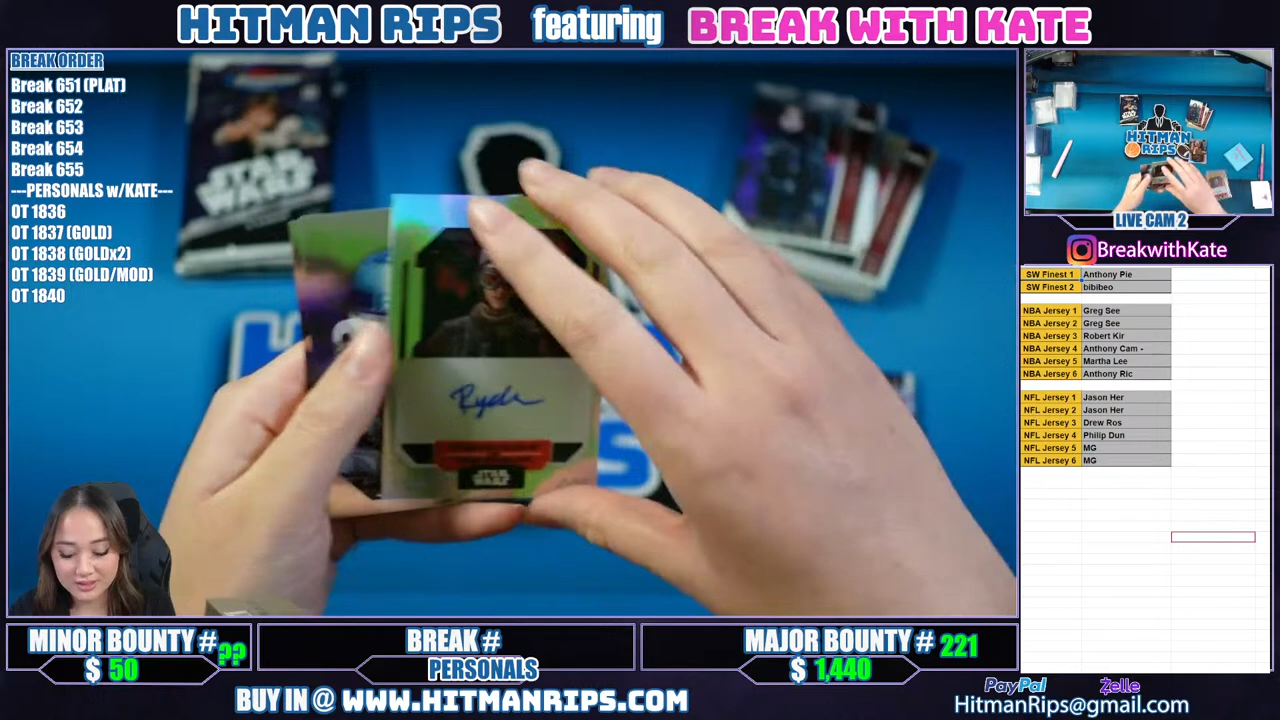 HITMAN RIPS featuring BREAK WITH KATE
BREAK ORDER
Break 651 (PLAT)
Break 652
Break 653
Break 654
Break 655
---PERSONALS w/KATE---
OT 1836
OT 1837 (GOLD)
OT 1838 (GOLDx2)
OT 1839 (GOLD/MOD)
OT 1840
STAR WARS
HITMAN RIPS
STAR WARS
LIVE CAM 2
BreakwithKate
SW Finest 1 Anthony Pie
SW Finest 2 bibibeo
NBA Jersey 1 Greg See
NBA Jersey 2 Greg See
NBA Jersey 3 Robert Kir
NBA Jersey 4 Anthony Cam -
NBA Jersey 5 Martha Lee
NBA Jersey 6 Anthony Ric
NFL Jersey 1 Jason Her
NFL Jersey 2 Jason Her
NFL Jersey 3 Drew Ros
NFL Jersey 4 Philip Dun
NFL Jersey 5 MG
NFL Jersey 6 MG
MINOR BOUNTY # ??
$ 50
BREAK #
PERSONALS
MAJOR BOUNTY # 221
$ 1,440
BUY IN @ WWW.HITMANRIPS.COM
PayPal Zelle
HitmanRips@gmail.com